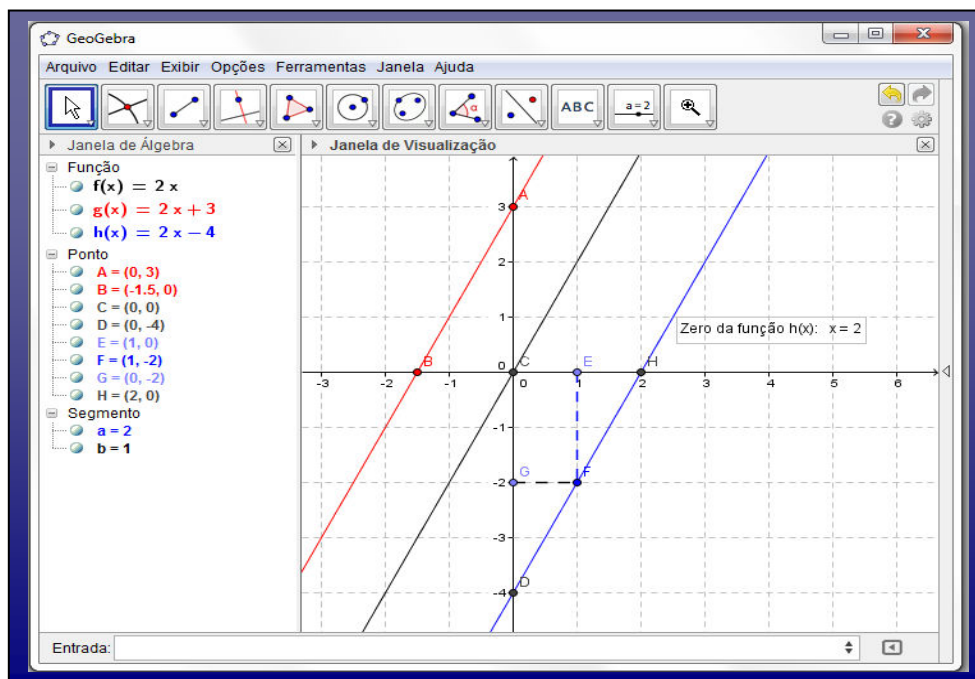 GeoGebra
Arquivo Editar Exibir Opções Ferramentas Janela Ajuda
α
ABC
a=2
Janela de Álgebra
Função
f(x) = 2 x
g(x) = 2 x + 3
h(x) = 2 x − 4
Ponto
A = (0, 3)
B = (-1.5, 0)
C = (0, 0)
D = (0, -4)
E = (1, 0)
F = (1, -2)
G = (0, -2)
H = (2, 0)
Segmento
a = 2
b = 1
Janela de Visualização
3 A
2
1
Zero da função h(x): x = 2
B 0 C E H
-3 -2 -1 0 1 2 3 4 5 6
-1
G F
-2
-3
D
-4
Entrada: